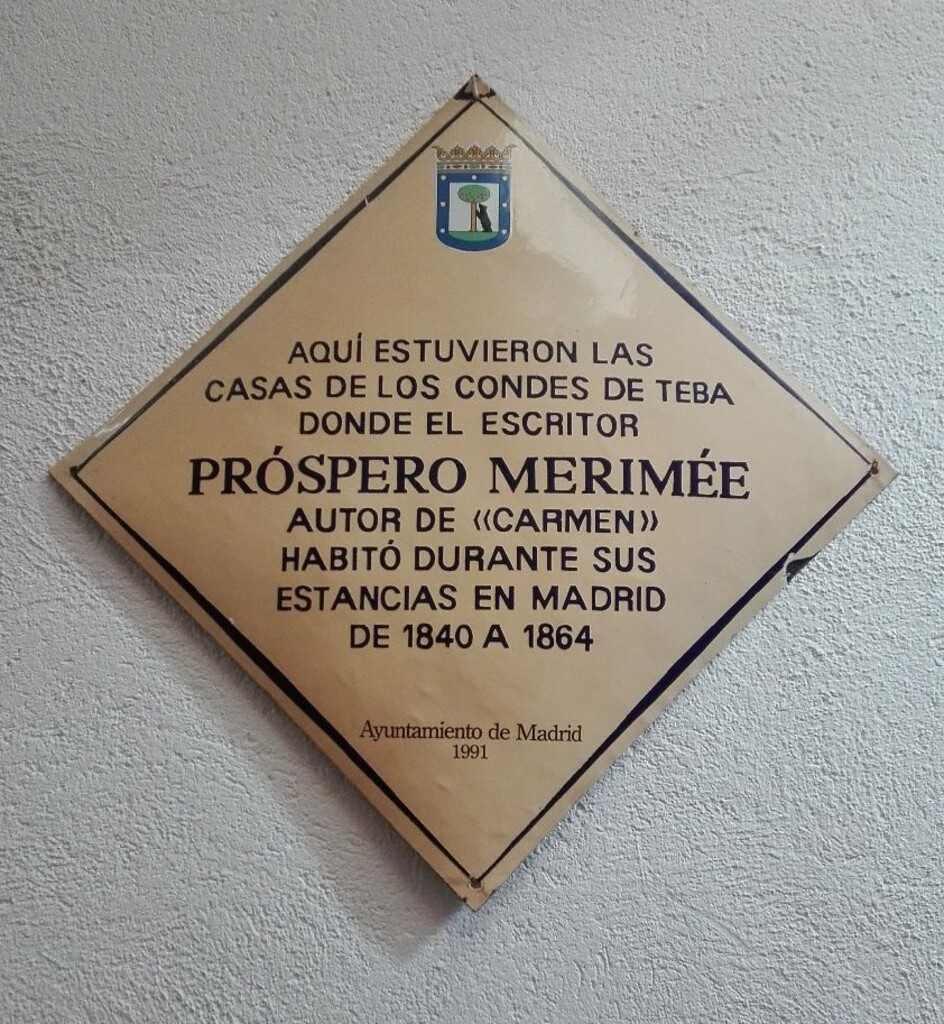 AQUÍ ESTUVIERON LAS
CASAS DE LOS CONDES DE TEBA
DONDE EL ESCRITOR
PRÓSPERO MERIMÉE
AUTOR DE «CARMEN»
HABITÓ DURANTE SUS
ESTANCIAS EN MADRID
DE 1840 A 1864
Ayuntamiento de Madrid
1991